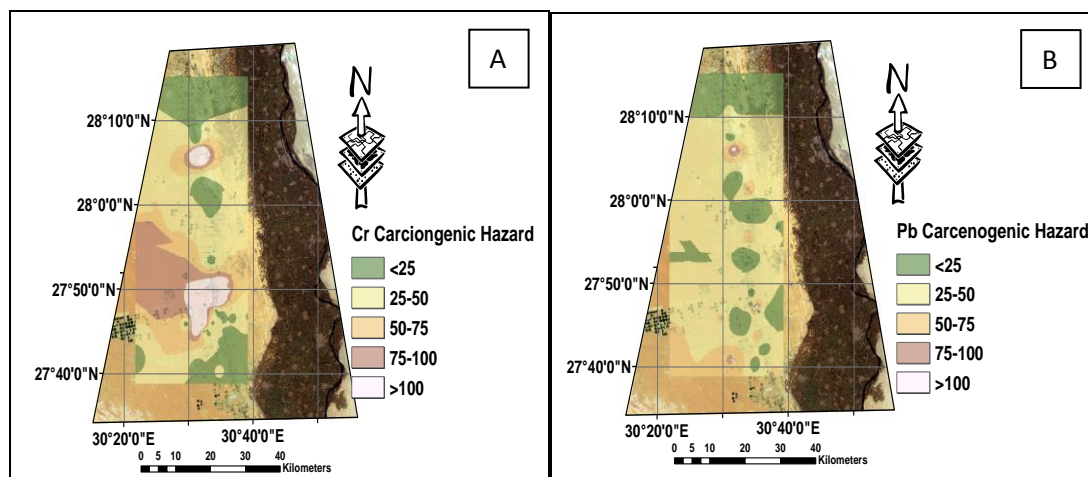 A
N
28°10'0"N
28°0'0"N
27°50'0"N
27°40'0"N
30°20'0"E 30°40'0"E
Cr Carciongenic Hazard
<25
25-50
50-75
75-100
>100
0 5 10 20 30 40
Kilometers
B
N
28°10'0"N
28°0'0"N
27°50'0"N
27°40'0"N
30°20'0"E 30°40'0"E
Pb Carcenogenic Hazard
<25
25-50
50-75
75-100
>100
0 5 10 20 30 40
Kilometers